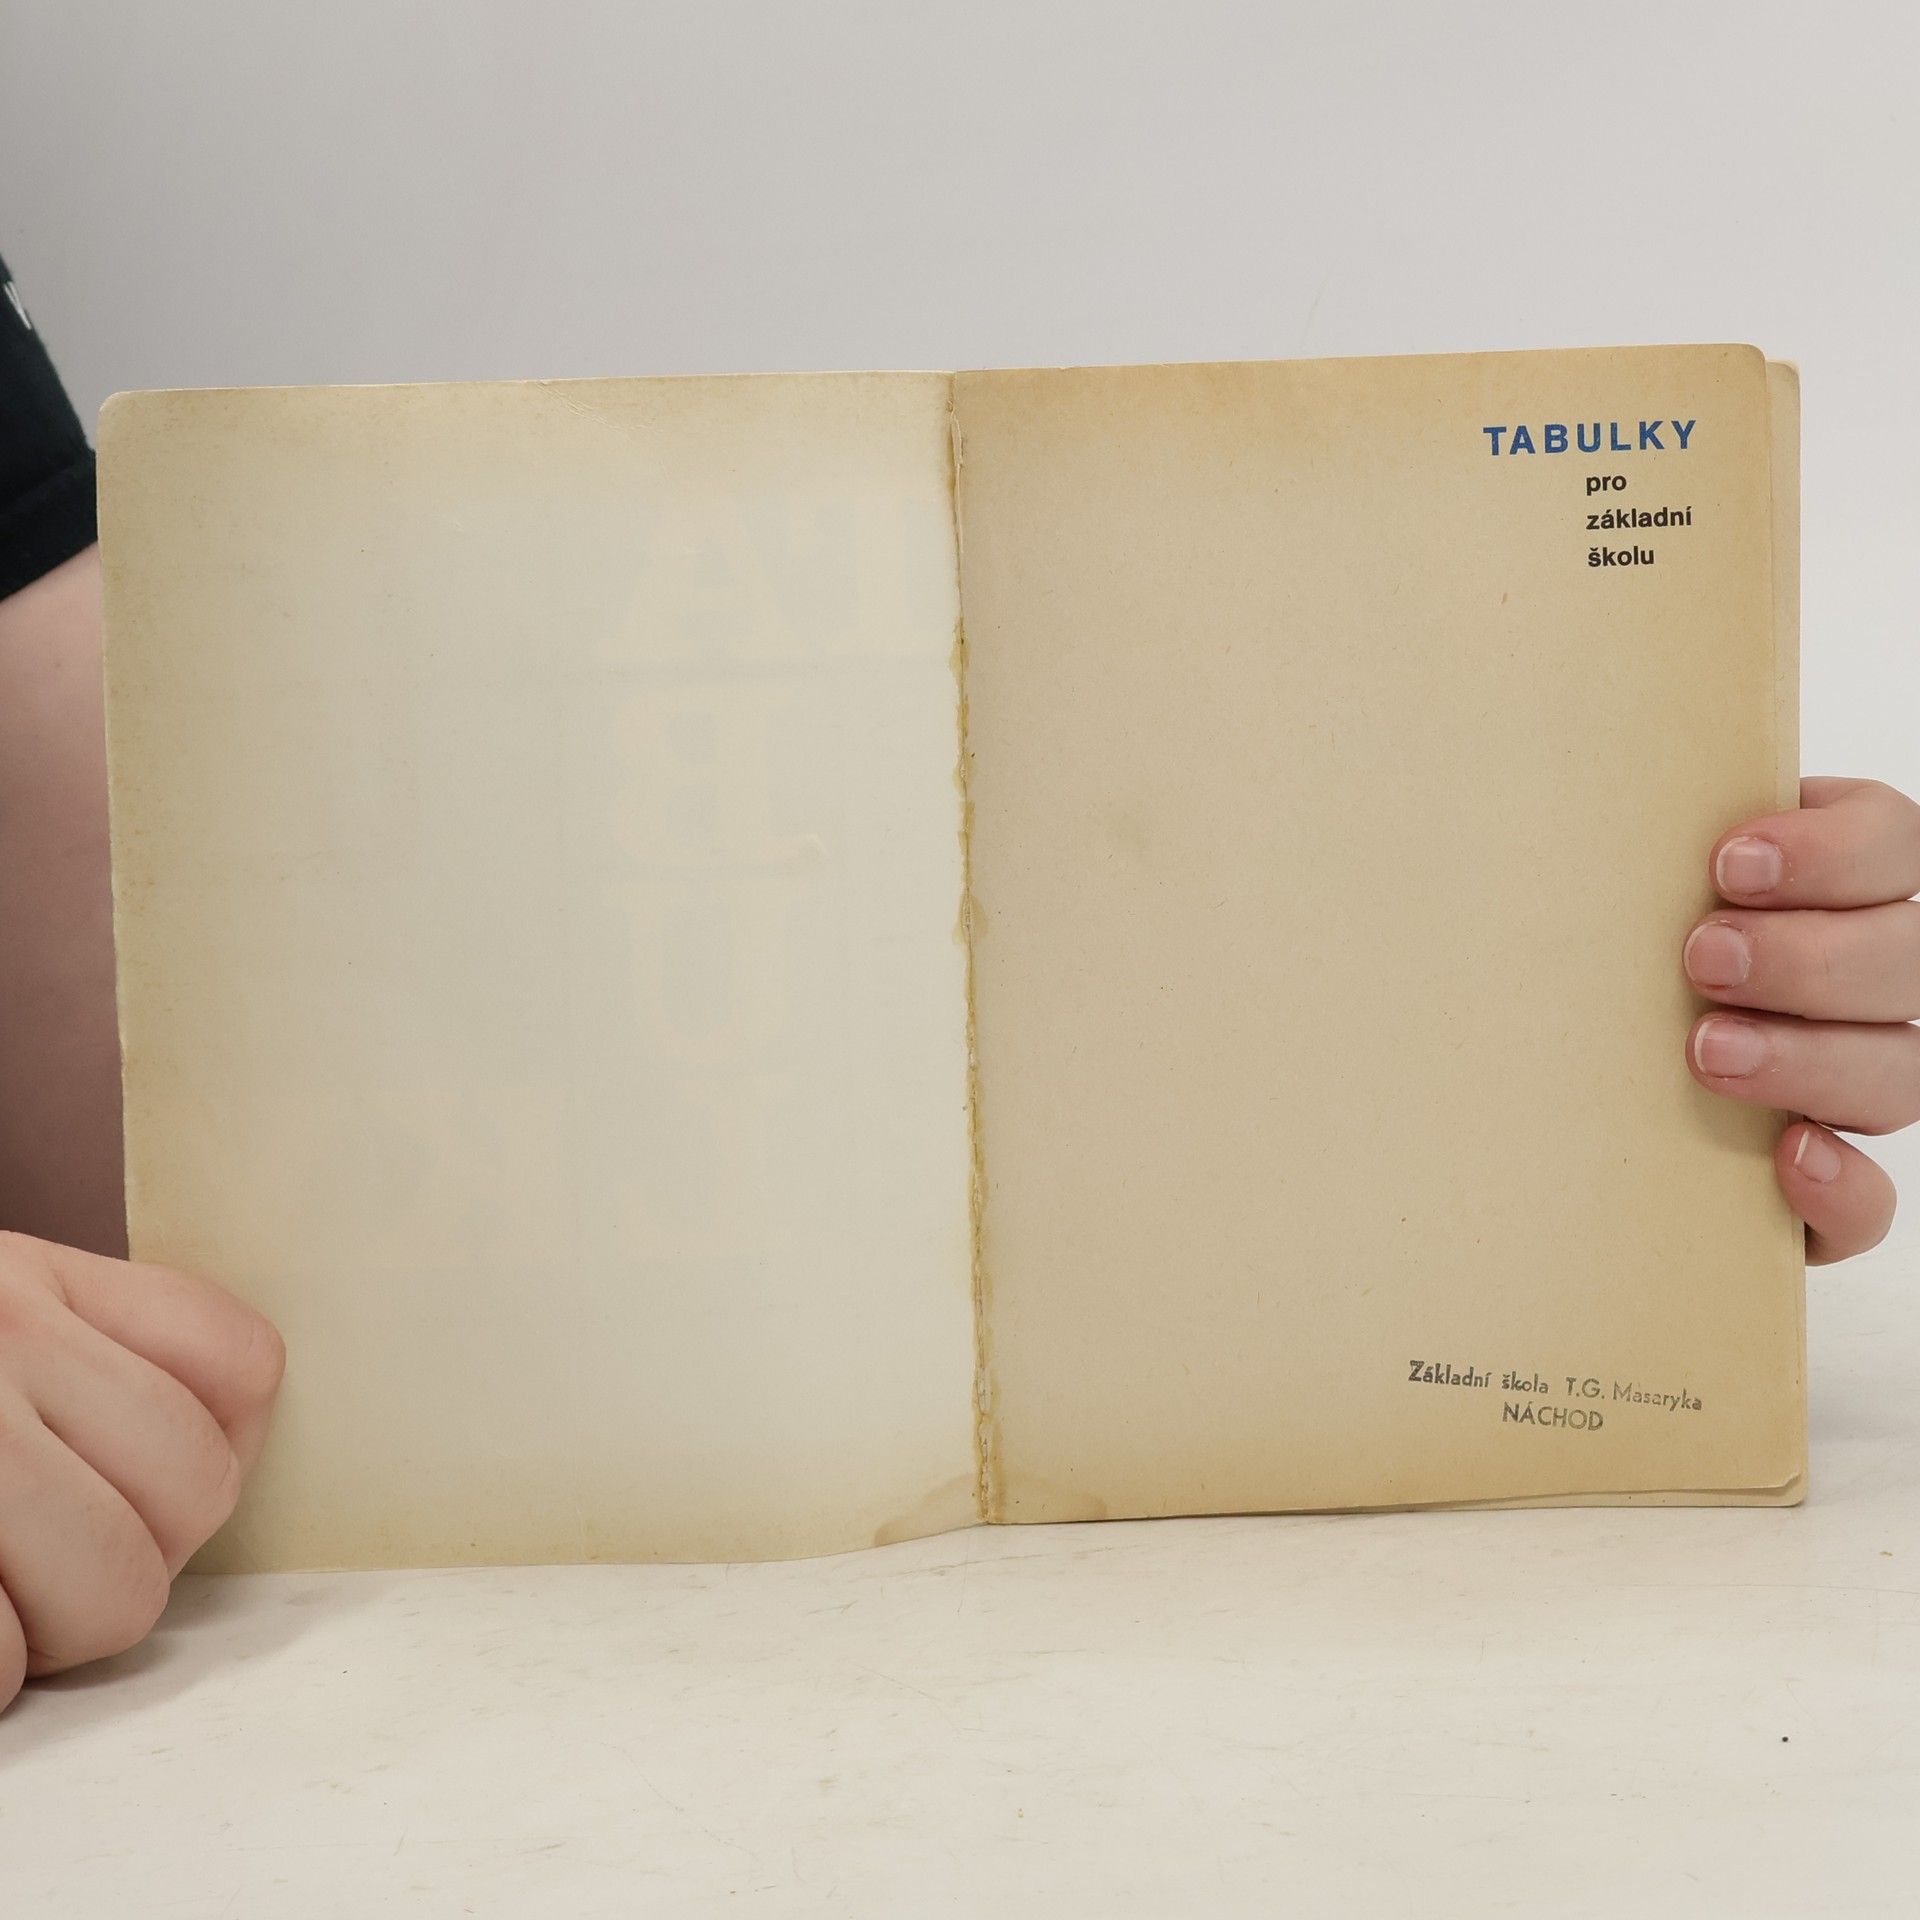 TABULKY
pro
základní
školu
Základní škola T.G. Masaryka
NÁCHOD